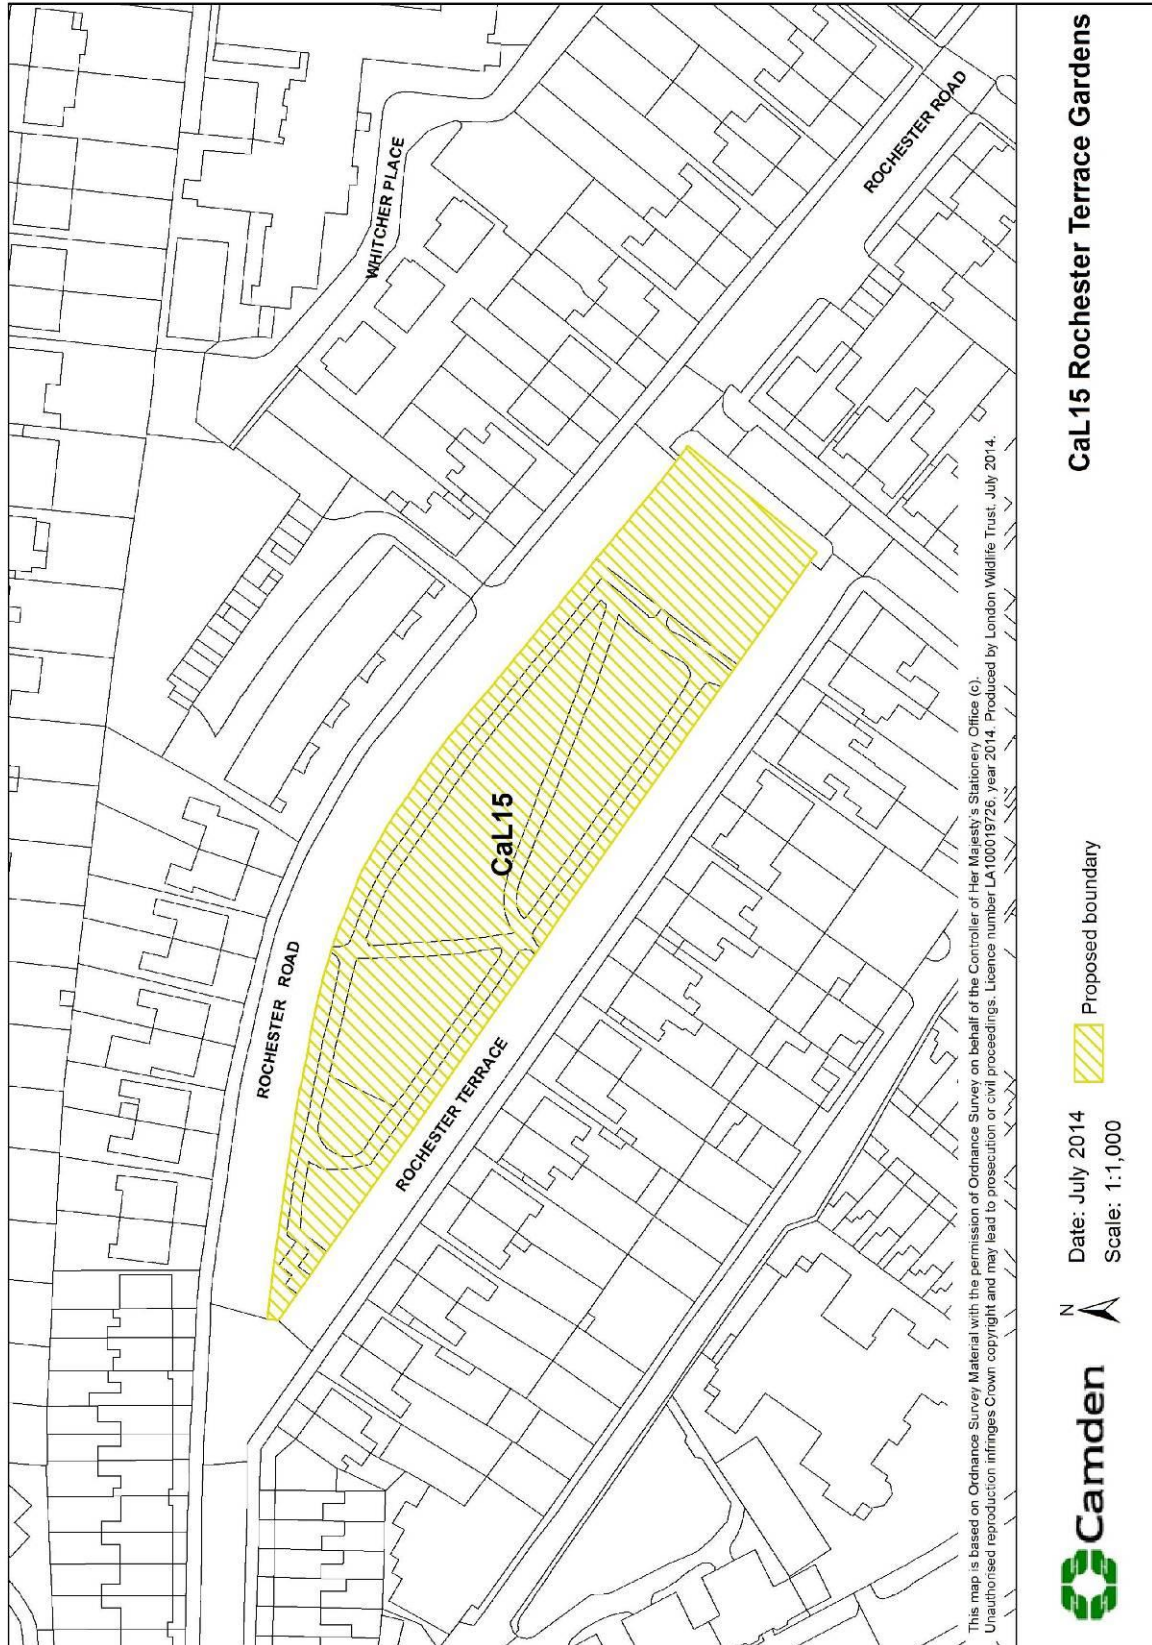 WHITCHER PLACE
ROCHESTER ROAD
ROCHESTER ROAD
CaL15
ROCHESTER TERRACE
This map is based on Ordnance Survey Material with the permission of Ordnance Survey on behalf of the Controller of Her Majesty's Stationery Office (c).
Unauthorised reproduction infringes Crown copyright and may lead to prosecution or civil proceedings. Licence number LA100019726, year 2014. Produced by London Wildlife Trust, July 2014.
Camden
N
Date: July 2014
Scale: 1:1,000
Proposed boundary
CaL15 Rochester Terrace Gardens